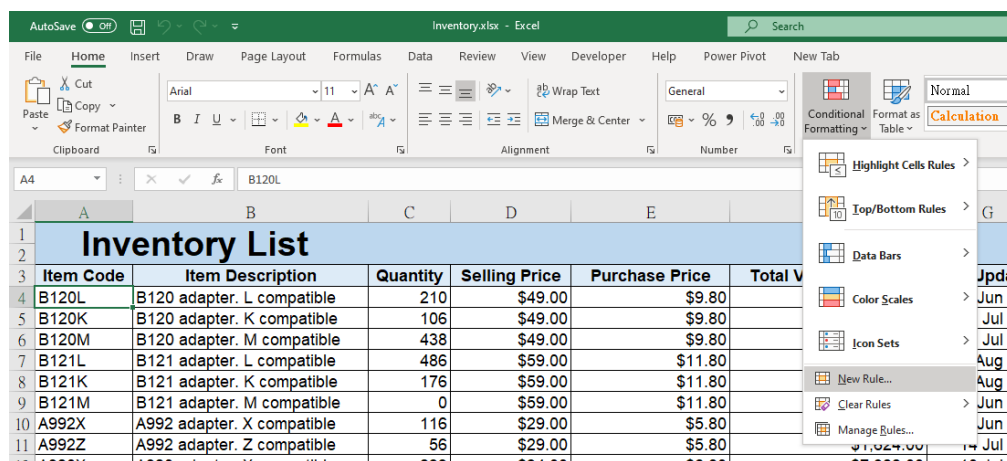 AutoSave Off Inventory.xlsx - Excel Search
File Home Insert Draw Page Layout Formulas Data Review View Developer Help Power Pivot New Tab
Cut
Copy
Format Painter
Paste
Clipboard
Arial 11
B I U
Font
Wrap Text
Merge & Center
Alignment
General
Number
Conditional Formatting
Format as Table
Normal
Calculation
A4 fx B120L
Highlight Cells Rules
Top/Bottom Rules
Data Bars
Color Scales
Icon Sets
New Rule...
Clear Rules
Manage Rules...
A B C D E G
1
2 Inventory List
3 Item Code Item Description Quantity Selling Price Purchase Price Total V
4 B120L B120 adapter. L compatible 210 $49.00 $9.80 Jun
5 B120K B120 adapter. K compatible 106 $49.00 $9.80 Jul
6 B120M B120 adapter. M compatible 438 $49.00 $9.80 Jul
7 B121L B121 adapter. L compatible 486 $59.00 $11.80 Aug
8 B121K B121 adapter. K compatible 176 $59.00 $11.80 Aug
9 B121M B121 adapter. M compatible 0 $59.00 $11.80 Jun
10 A992X A992 adapter. X compatible 116 $29.00 $5.80 Jun
11 A992Z A992 adapter. Z compatible 56 $29.00 $5.80 $1,624.00 14 Jul